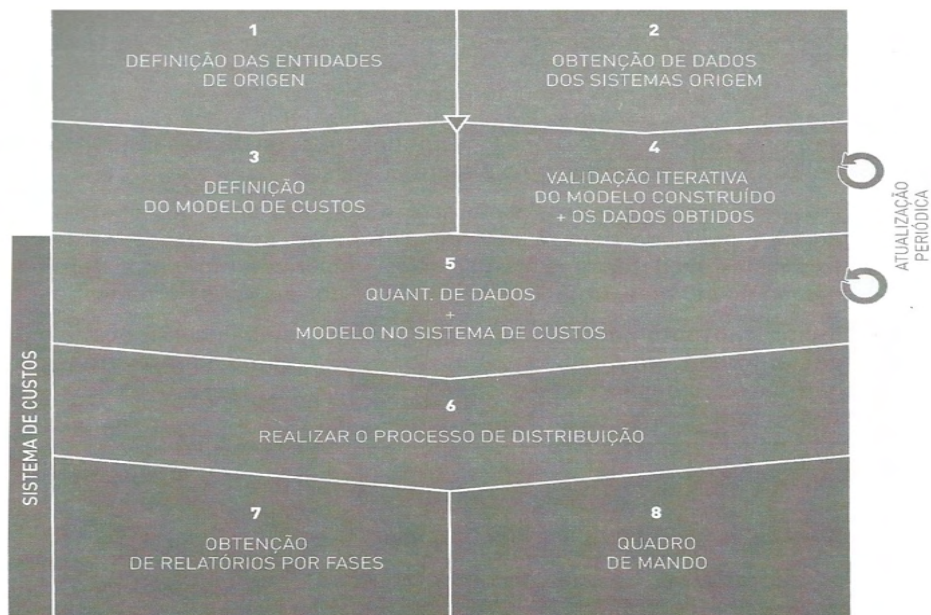 1
DEFINIÇÃO DAS ENTIDADES
DE ORIGEN
2
OBTENÇÃO DE DADOS
DOS SISTEMAS ORIGEM
3
DEFINIÇÃO
DO MODELO DE CUSTOS
4
VALIDAÇÃO ITERATIVA
DO MODELO CONSTRUÍDO
+ OS DADOS OBTIDOS
ATUALIZAÇÃO
PERIÓDICA
5
QUANT. DE DADOS
+
MODELO NO SISTEMA DE CUSTOS
SISTEMA DE CUSTOS
6
REALIZAR O PROCESSO DE DISTRIBUIÇÃO
7
OBTENÇÃO
DE RELATÓRIOS POR FASES
8
QUADRO
DE MANDO